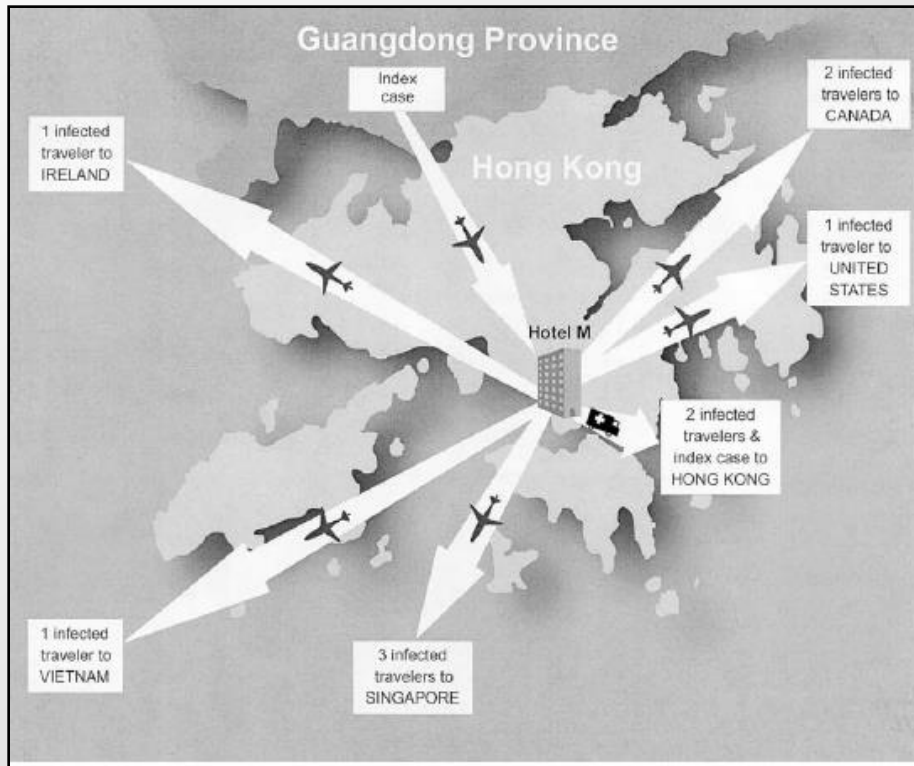 Guangdong Province
Index
case
2 infected
travelers to
CANADA
1 infected
traveler to
IRELAND
Hong Kong
1 infected
traveler to
UNITED
STATES
Hotel M
2 infected
travelers &
index case to
HONG KONG
1 infected
traveler to
VIETNAM
3 infected
travelers to
SINGAPORE